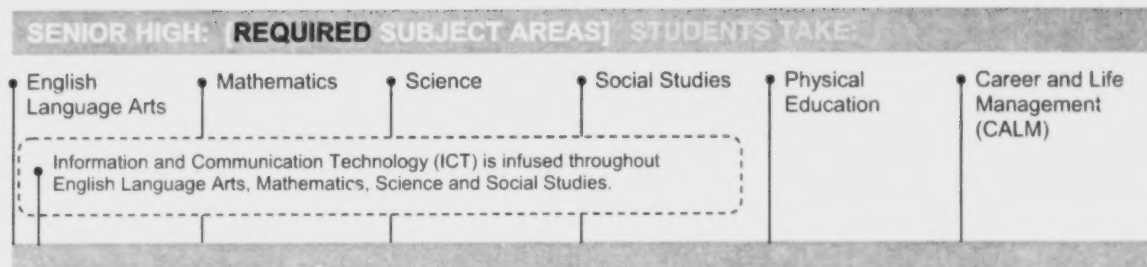 SENIOR HIGH: [REQUIRED SUBJECT AREAS] STUDENTS TAKE:
English
Language Arts
Mathematics
Science
Social Studies
Physical
Education
Career and Life
Management
(CALM)
Information and Communication Technology (ICT) is infused throughout
English Language Arts, Mathematics, Science and Social Studies.